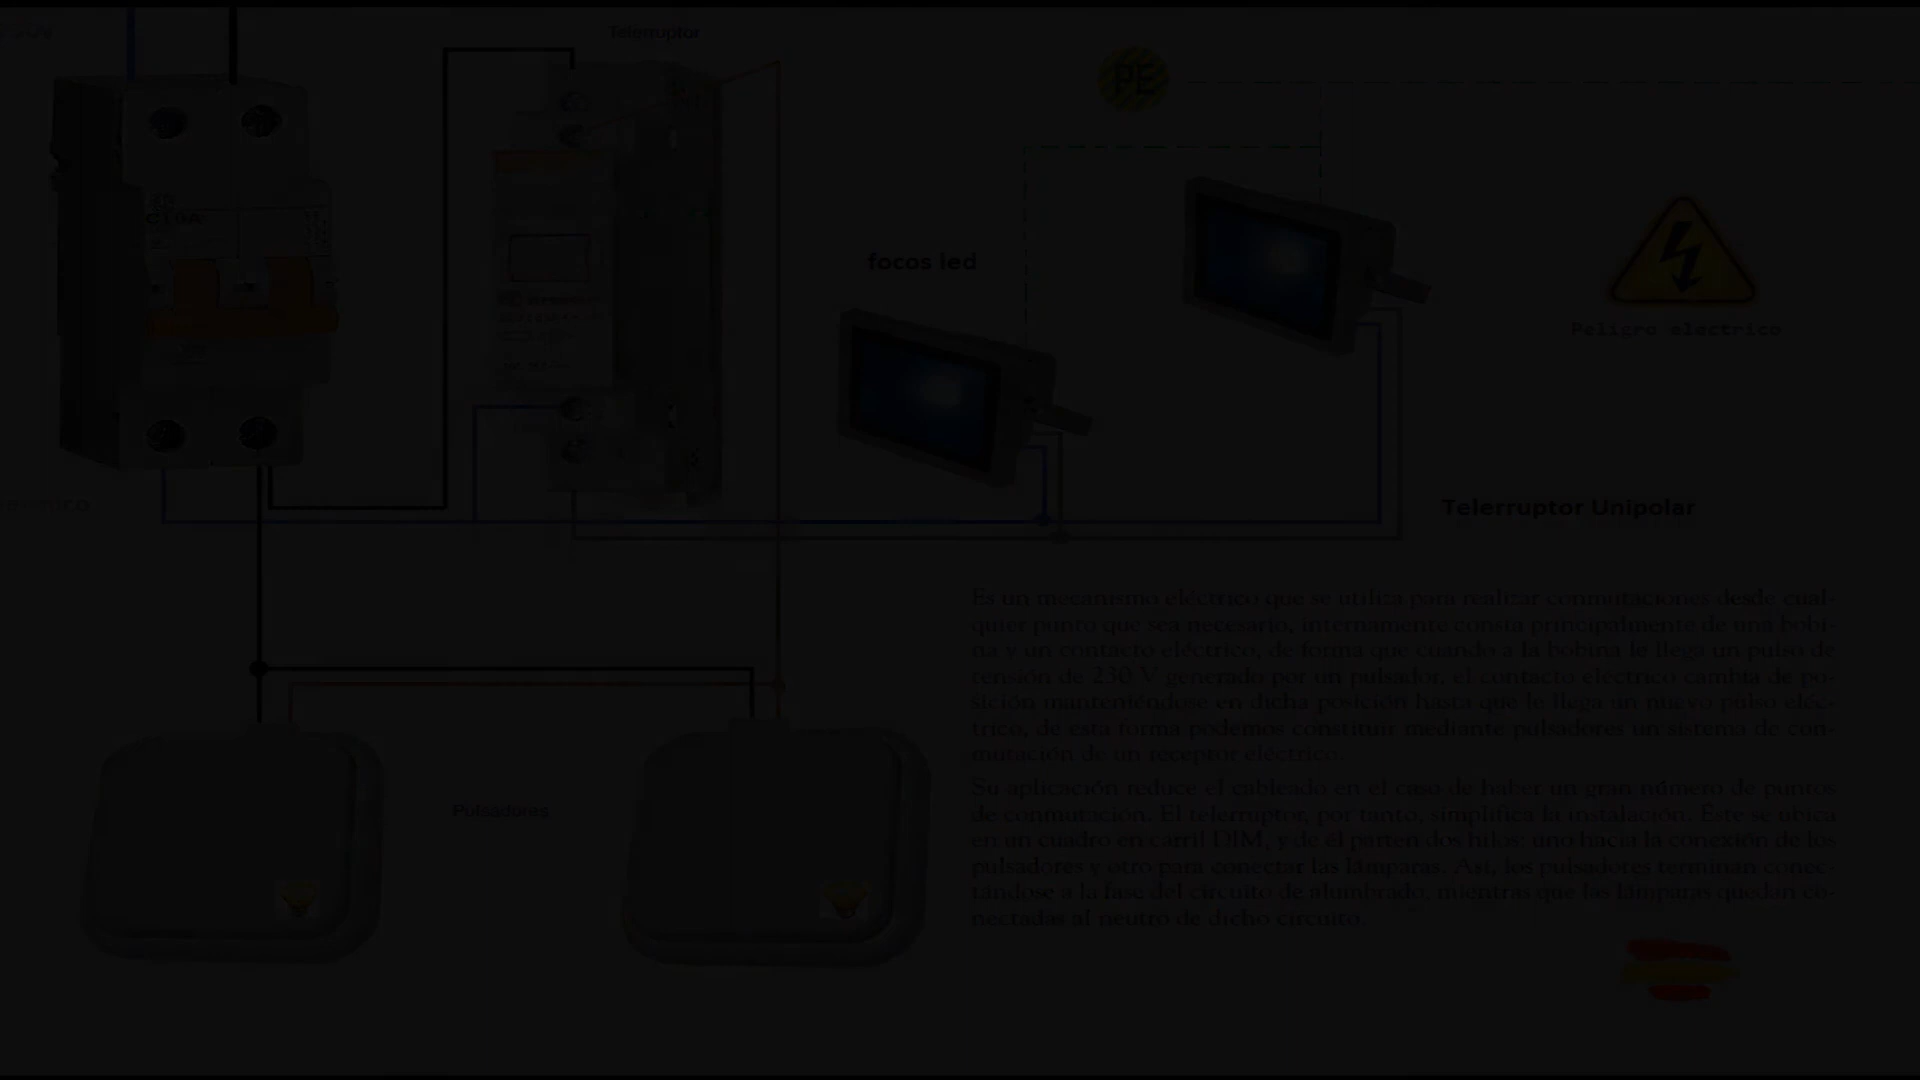 Telerruptor
PE
C10A
focos led
Peligro eléctrico
Telerruptor Unipolar
Es un mecanismo eléctrico que se utiliza para realizar conmutaciones desde cual-
quier punto que sea necesario, internamente consta principalmente de una bobi-
na y un contacto eléctrico, de forma que cuando a la bobina le llega un pulso de
tensión de 230 V generado por un pulsador, el contacto eléctrico cambia de po-
sición manteniéndose en dicha posición hasta que le llega un nuevo pulso eléc-
trico, de esta forma podemos constituir mediante pulsadores un sistema de con-
mutación de un receptor eléctrico.
Su aplicación reduce el cableado en el caso de haber un gran número de puntos
de conmutación. El telerruptor, por tanto, simplifica la instalación. Éste se ubica
en un cuadro en carril DIM, y de él parten dos hilos: uno hacia la conexión de los
pulsadores y otro para conectar las lámparas. Así, los pulsadores terminan conec-
tándose a la fase del circuito de alumbrado, mientras que las lámparas quedan co-
nectadas al neutro de dicho circuito.
Pulsadores